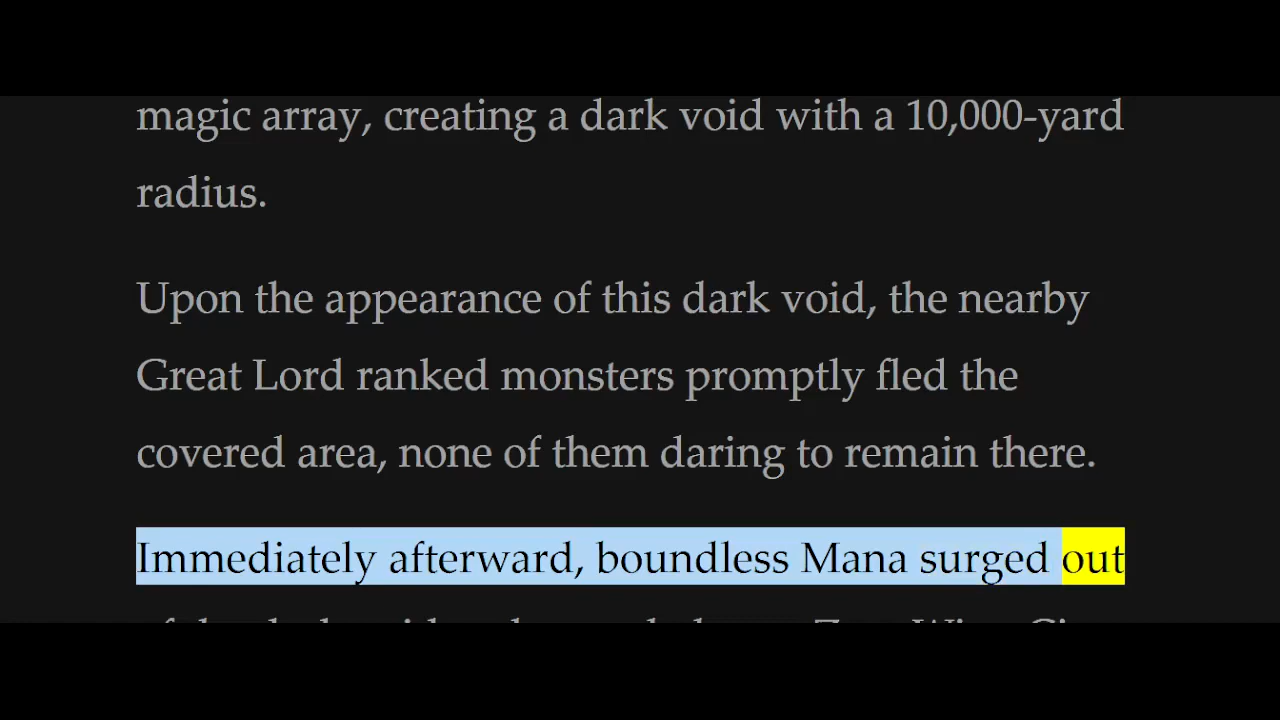 magic array, creating a dark void with a 10,000-yard
radius.
Upon the appearance of this dark void, the nearby
Great Lord ranked monsters promptly fled the
covered area, none of them daring to remain there.
Immediately afterward, boundless Mana surged out